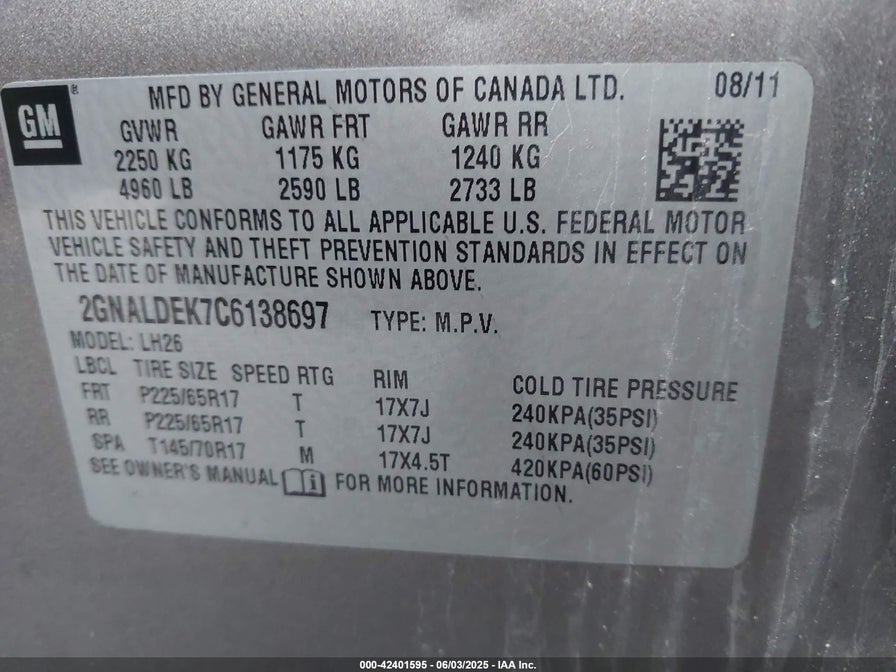 GM ®
MFD BY GENERAL MOTORS OF CANADA LTD. 08/11
GVWR GAWR FRT GAWR RR
2250 KG 1175 KG 1240 KG
4960 LB 2590 LB 2733 LB
THIS VEHICLE CONFORMS TO ALL APPLICABLE U.S. FEDERAL MOTOR
VEHICLE SAFETY AND THEFT PREVENTION STANDARDS IN EFFECT ON
THE DATE OF MANUFACTURE SHOWN ABOVE.
2GNALDEK7C6138697 TYPE: M.P.V.
MODEL: LH26
LBCL TIRE SIZE SPEED RTG RIM COLD TIRE PRESSURE
FRT P225/65R17 T 17X7J 240KPA(35PSI)
RR P225/65R17 T 17X7J 240KPA(35PSI)
SPA T145/70R17 M 17X4.5T 420KPA(60PSI)
SEE OWNER'S MANUAL i FOR MORE INFORMATION.
000-42401595 - 06/03/2025 - IAA Inc.